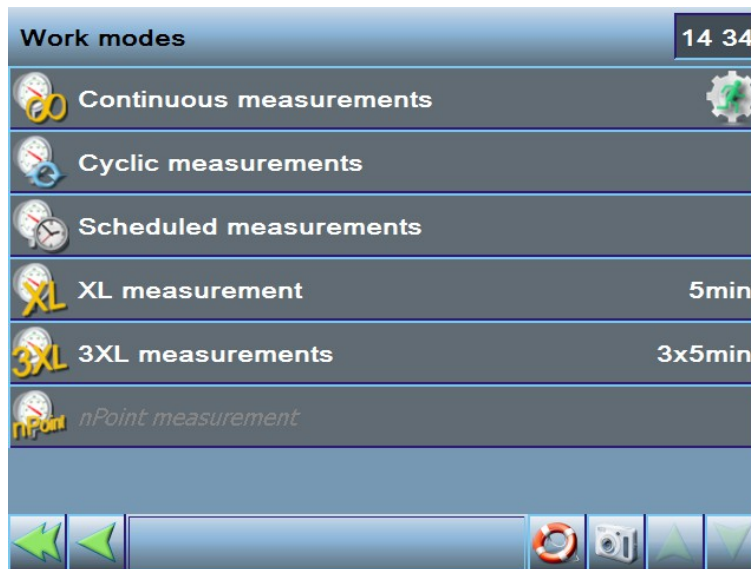 Work modes
14 34
Continuous measurements
Cyclic measurements
Scheduled measurements
XL
XL measurement
5min
3XL
3XL measurements
3x5min
nPoint
nPoint measurement